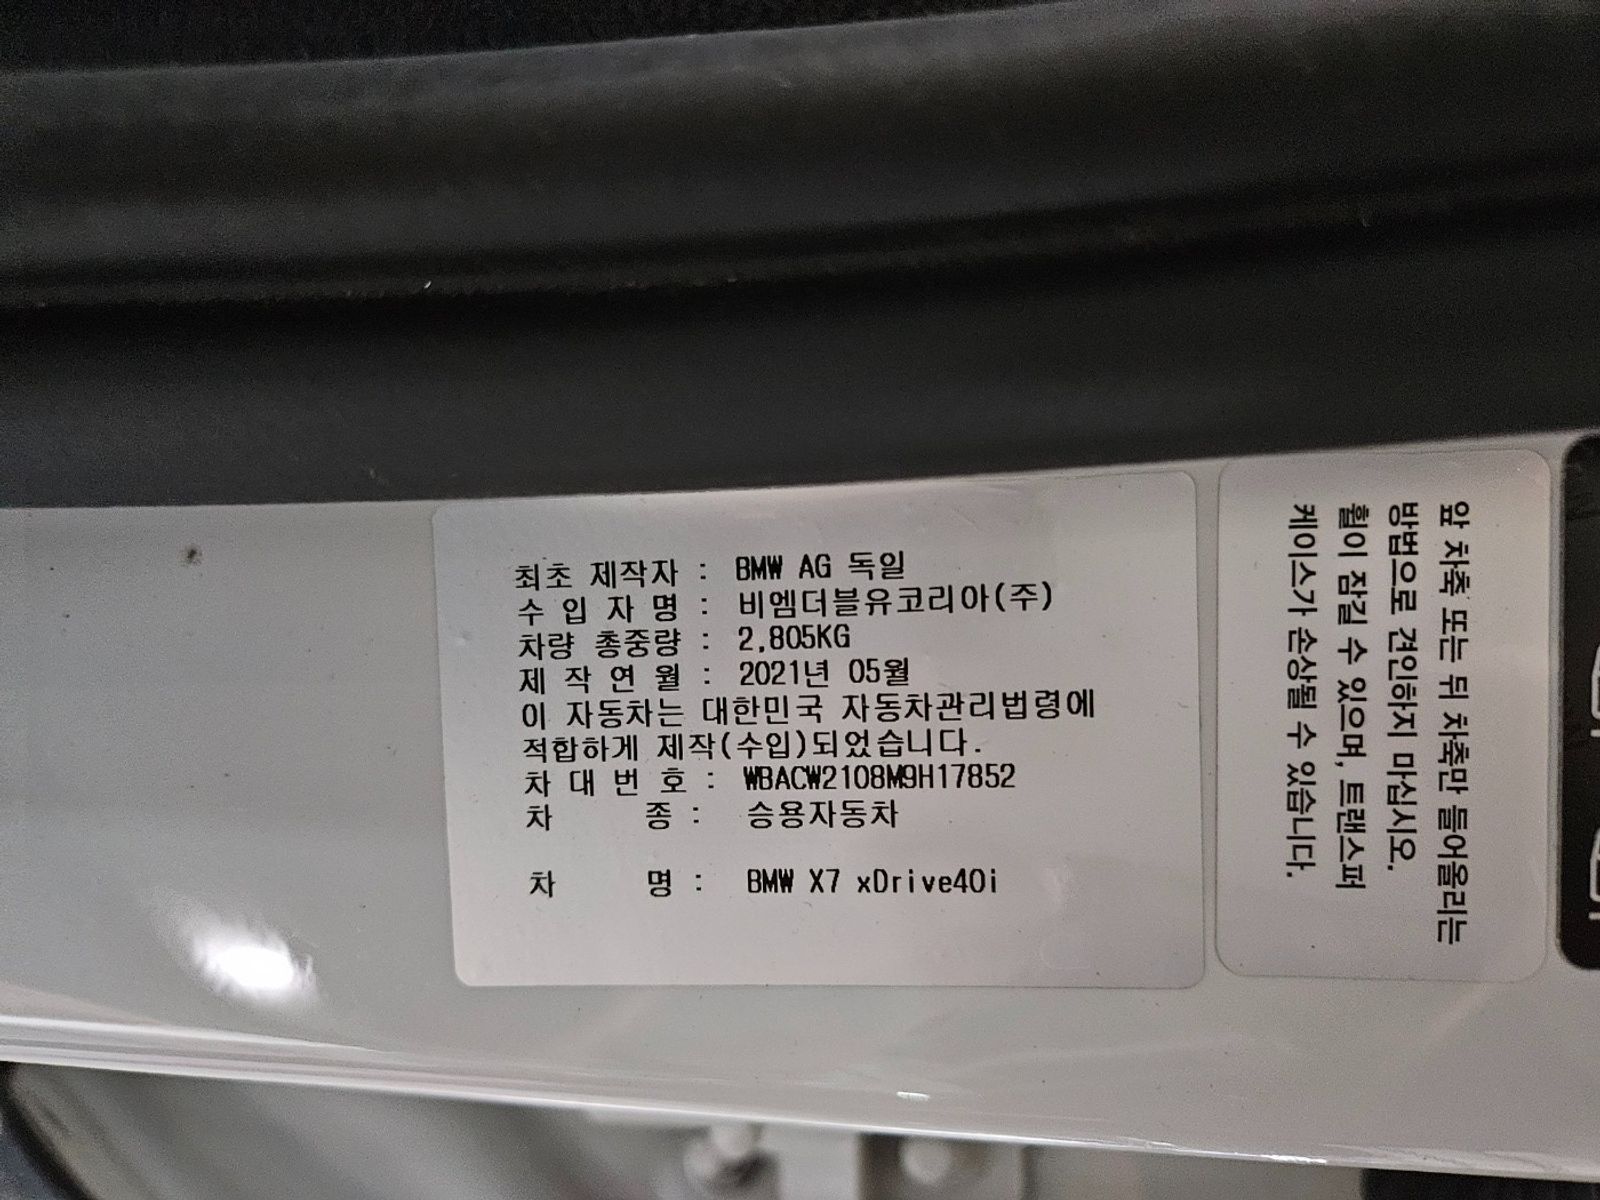 최초 제작자 : BMW AG 독일
수 입 자 명 : 비엠더블유코리아(주)
차량 총중량 : 2,805KG
제 작 연 월 : 2021년 05월
이 자동차는 대한민국 자동차관리법령에
적합하게 제작(수입)되었습니다.
차 대 번 호 : WBACW2108M9H17852
차 종 : 승용자동차
차 명 : BMW X7 xDrive40i
앞 차축 또는 뒤 차축만 들어올리는
방법으로 견인하지 마십시오.
휠이 잠길 수 있으며, 트랜스퍼
케이스가 손상될 수 있습니다.